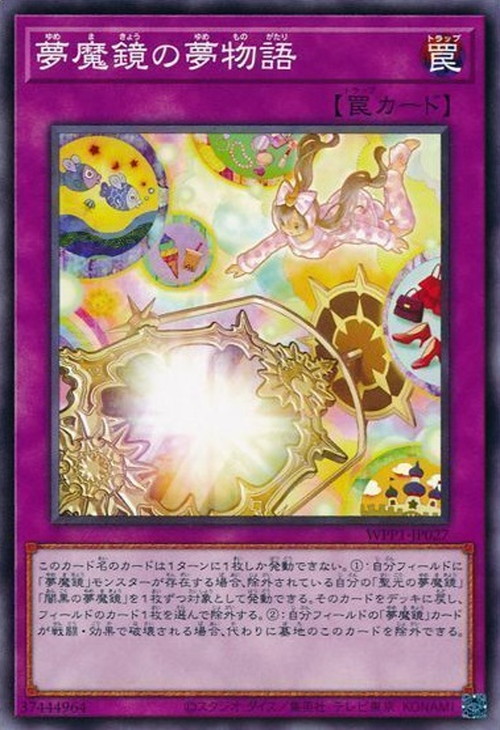 夢魔鏡の夢物語
罠
【罠カード】
WPP1-JP027
このカード名のカードは1ターンに1枚しか発動できない。①:自分フィールドに
「夢魔鏡」モンスターが存在する場合、除外されている自分の「聖光の夢魔鏡」
「闇黒の夢魔鏡」を1枚ずつ対象として発動できる。そのカードをデッキに戻し、
フィールドのカード1枚を選んで除外する。②:自分フィールドの「夢魔鏡」カード
が戦闘・効果で破壊される場合、代わりに墓地のこのカードを除外できる。
37444964 ©スタジオ・ダイス/集英社・テレビ東京・KONAMI